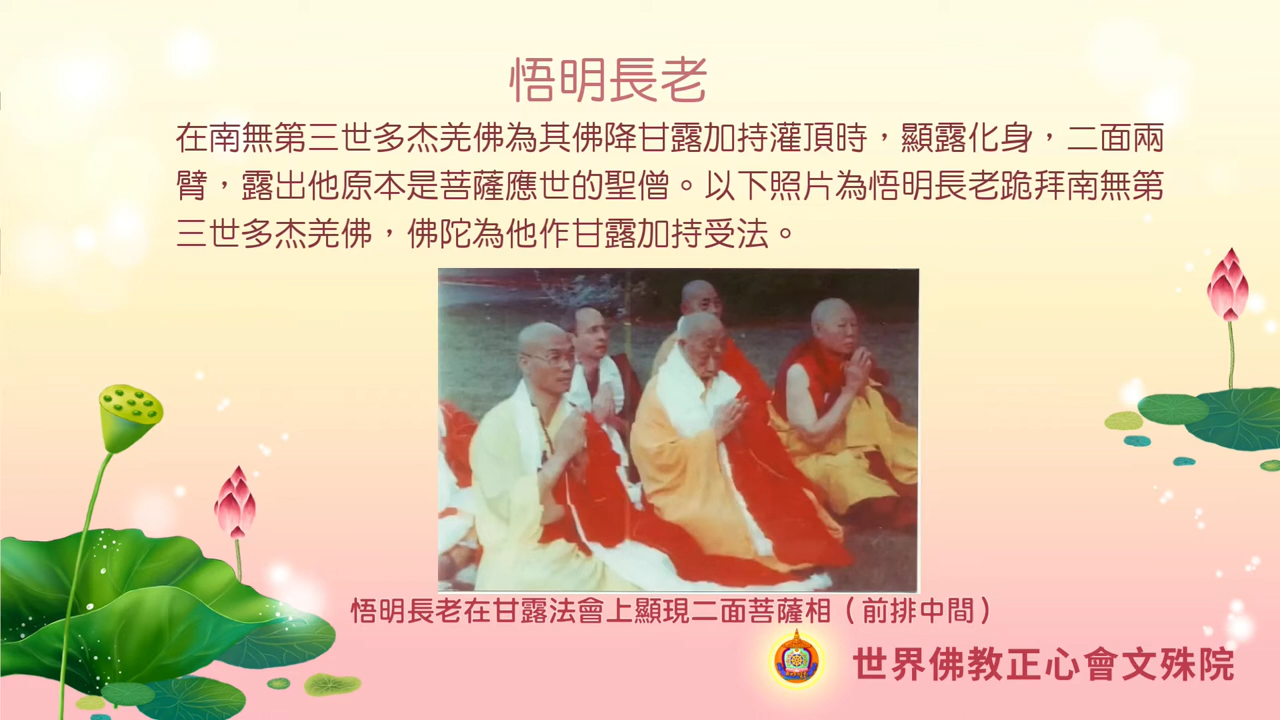 悟明長老
在南無第三世多杰羌佛為其佛降甘露加持灌頂時，顯露化身，二面兩
臂，露出他原本是菩薩應世的聖僧。以下照片為悟明長老跪拜南無第
三世多杰羌佛，佛陀為他作甘露加持受法。
悟明長老在甘露法會上顯現二面菩薩相（前排中間）
世界佛教正心會文殊院